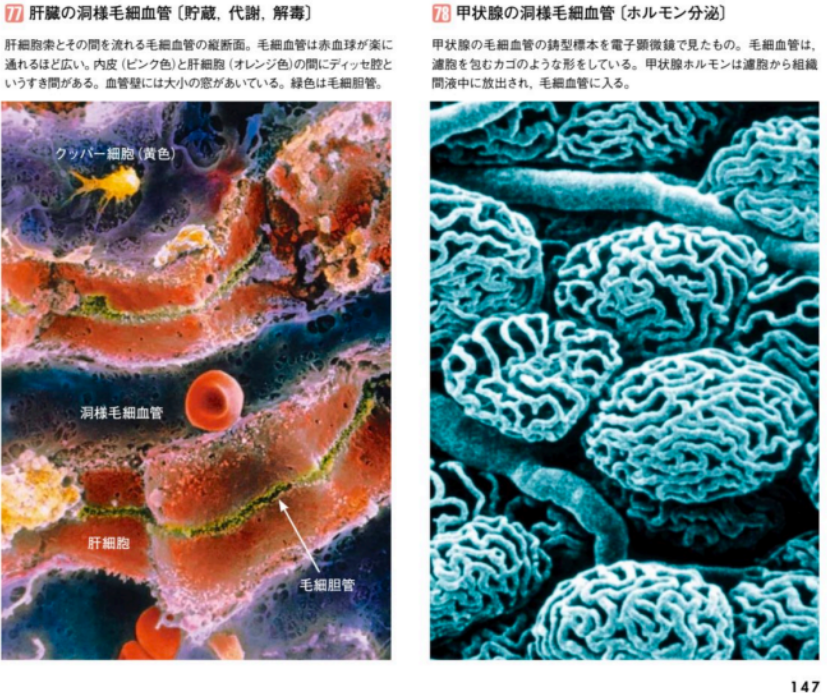 77 肝臓の洞様毛細血管〔貯蔵，代謝，解毒〕
肝細胞索とその間を流れる毛細血管の縦断面。毛細血管は赤血球が楽に
通れるほど広い。内皮（ピンク色）と肝細胞（オレンジ色）の間にディッセ腔と
いうすき間がある。血管壁には大小の窓があいている。緑色は毛細胆管。
クッパー細胞（黄色）
洞様毛細血管
肝細胞
毛細胆管
78 甲状腺の洞様毛細血管〔ホルモン分泌〕
甲状腺の毛細血管の鋳型標本を電子顕微鏡で見たもの。毛細血管は，
濾胞を包むカゴのような形をしている。甲状腺ホルモンは濾胞から組織
間液中に放出され，毛細血管に入る。
147